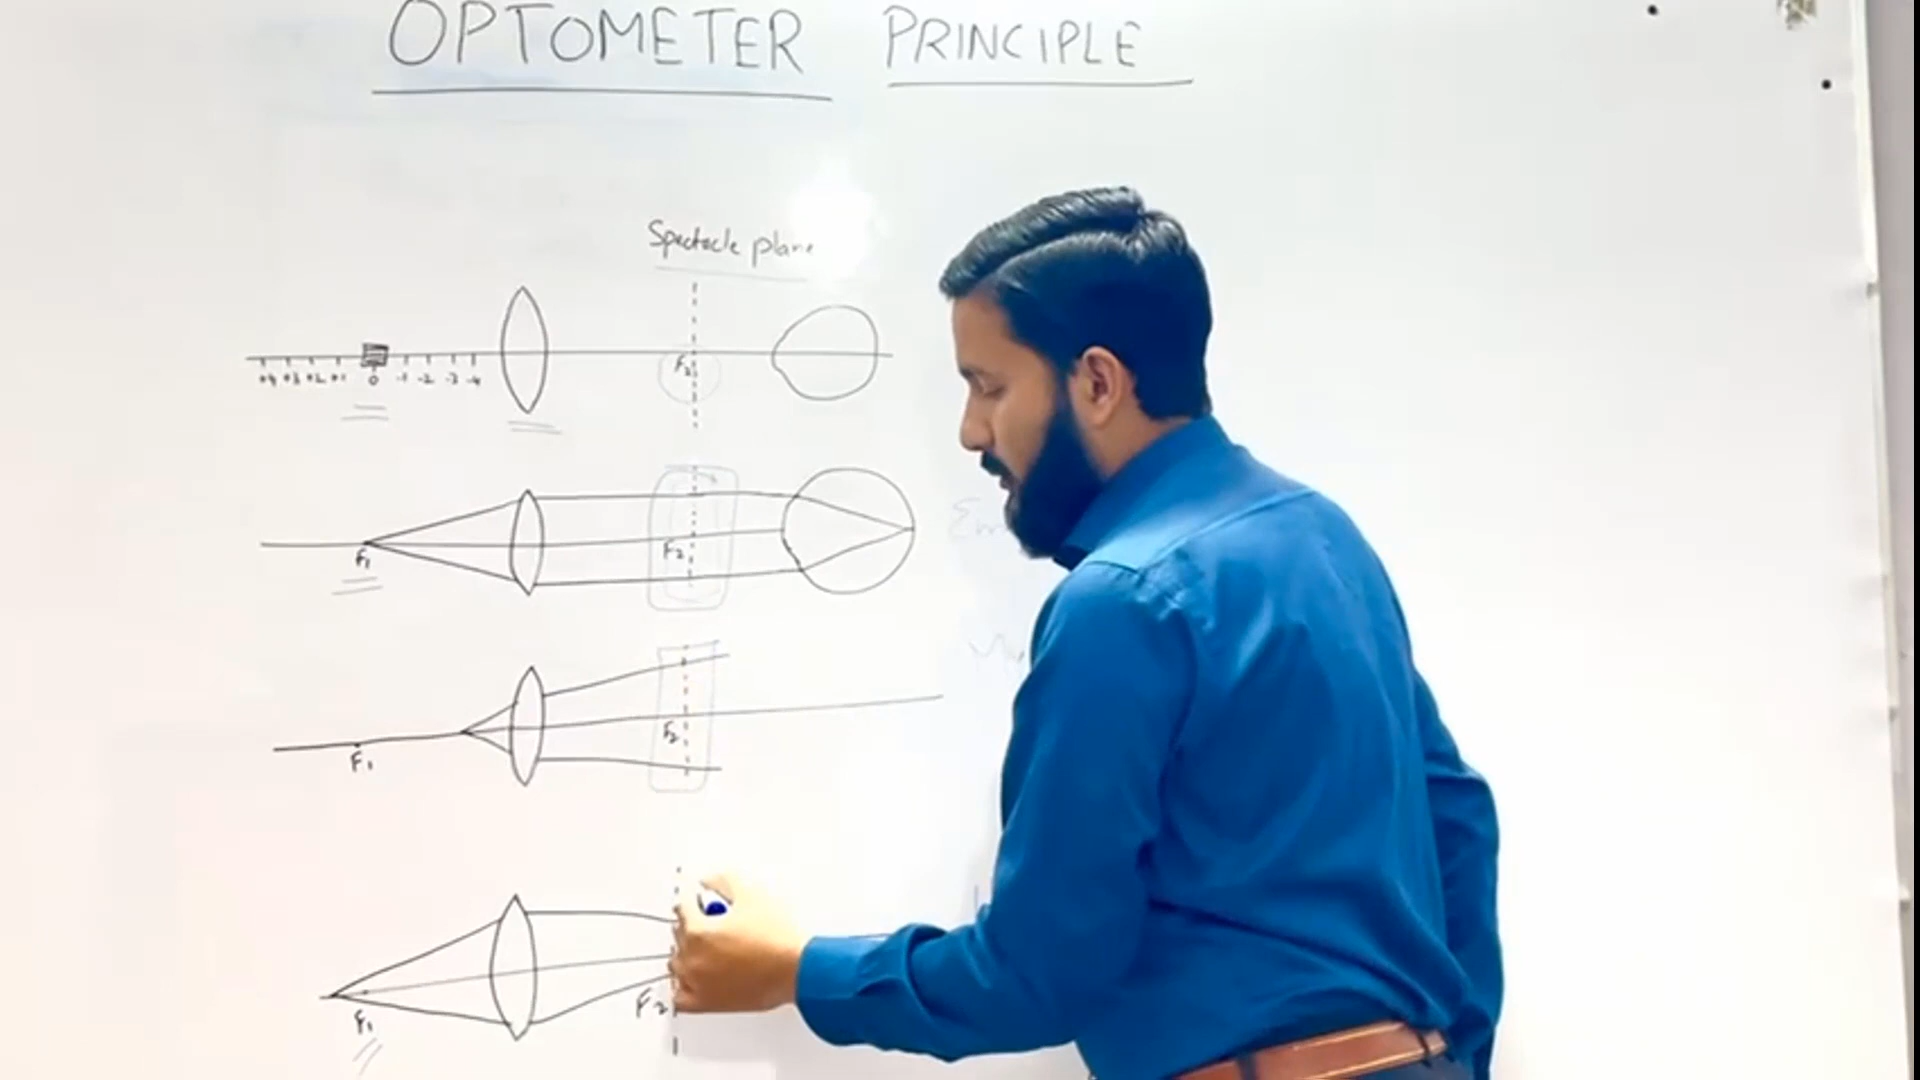 OPTOMETER PRINCIPLE
Spectacle plane
F2
+4 +3 +2 +1 0 -1 -2 -3 -4
F1 F2
F2
F1
F2
F1